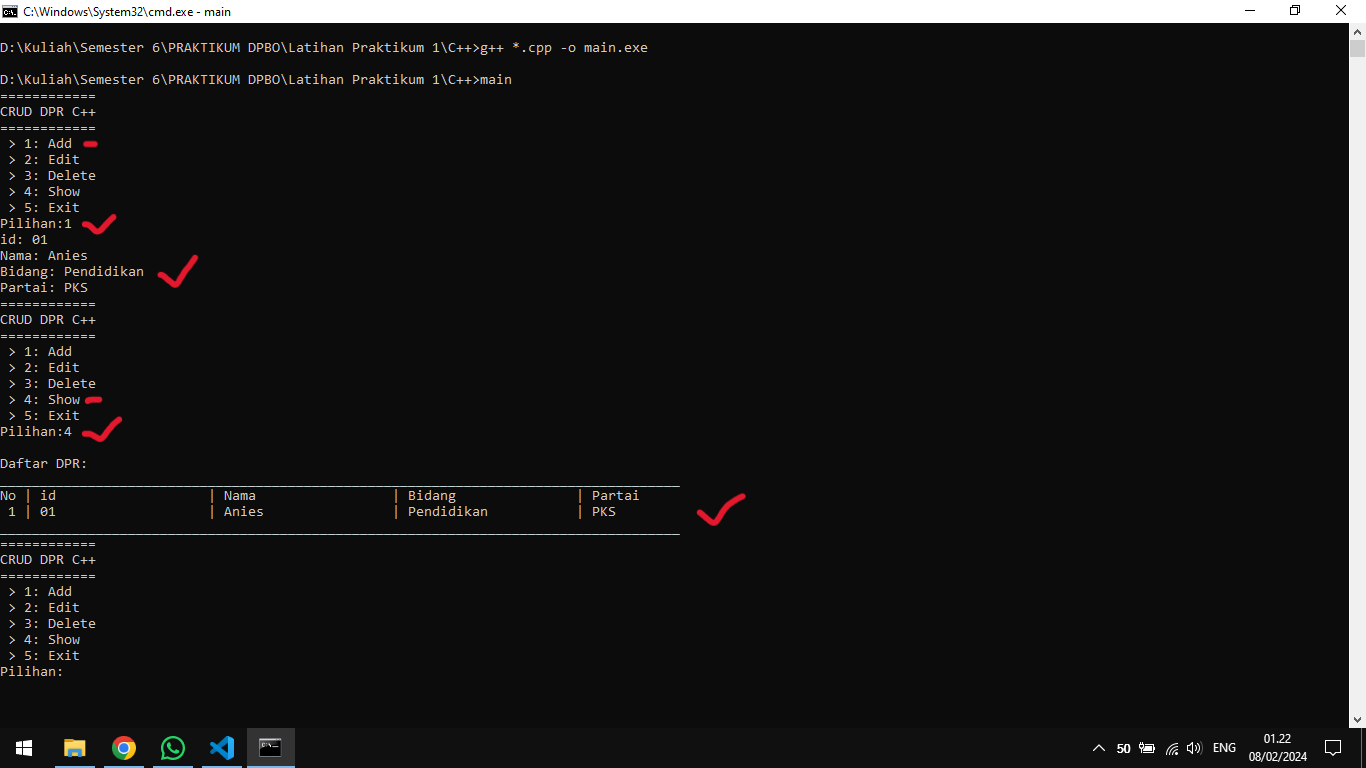 C:\Windows\System32\cmd.exe - main
D:\Kuliah\Semester 6\PRAKTIKUM DPBO\Latihan Praktikum 1\C++>g++ *.cpp -o main.exe
D:\Kuliah\Semester 6\PRAKTIKUM DPBO\Latihan Praktikum 1\C++>main
============
CRUD DPR C++
============
 > 1: Add
 > 2: Edit
 > 3: Delete
 > 4: Show
 > 5: Exit
Pilihan:1
id: 01
Nama: Anies
Bidang: Pendidikan
Partai: PKS
============
CRUD DPR C++
============
 > 1: Add
 > 2: Edit
 > 3: Delete
 > 4: Show
 > 5: Exit
Pilihan:4
Daftar DPR:
_____________________________________________________________________________________
No | id                   | Nama                 | Bidang               | Partai
 1 | 01                   | Anies                | Pendidikan           | PKS
_____________________________________________________________________________________
============
CRUD DPR C++
============
 > 1: Add
 > 2: Edit
 > 3: Delete
 > 4: Show
 > 5: Exit
Pilihan:
50 ENG 01.22
08/02/2024